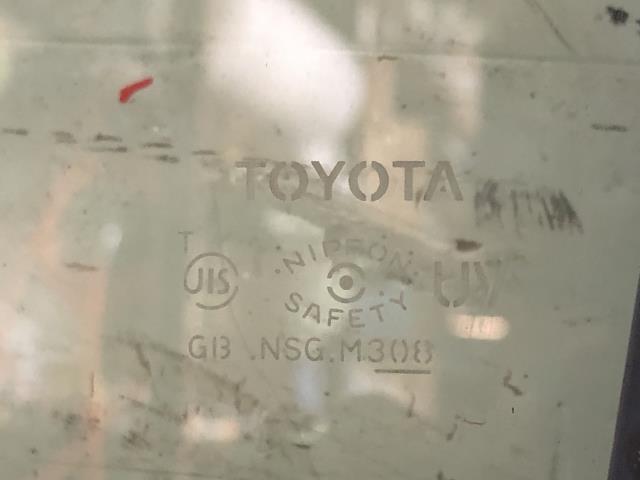 TOYOTA
T
JIS
NIPPON
SAFETY
UV
GB .NSG.M308